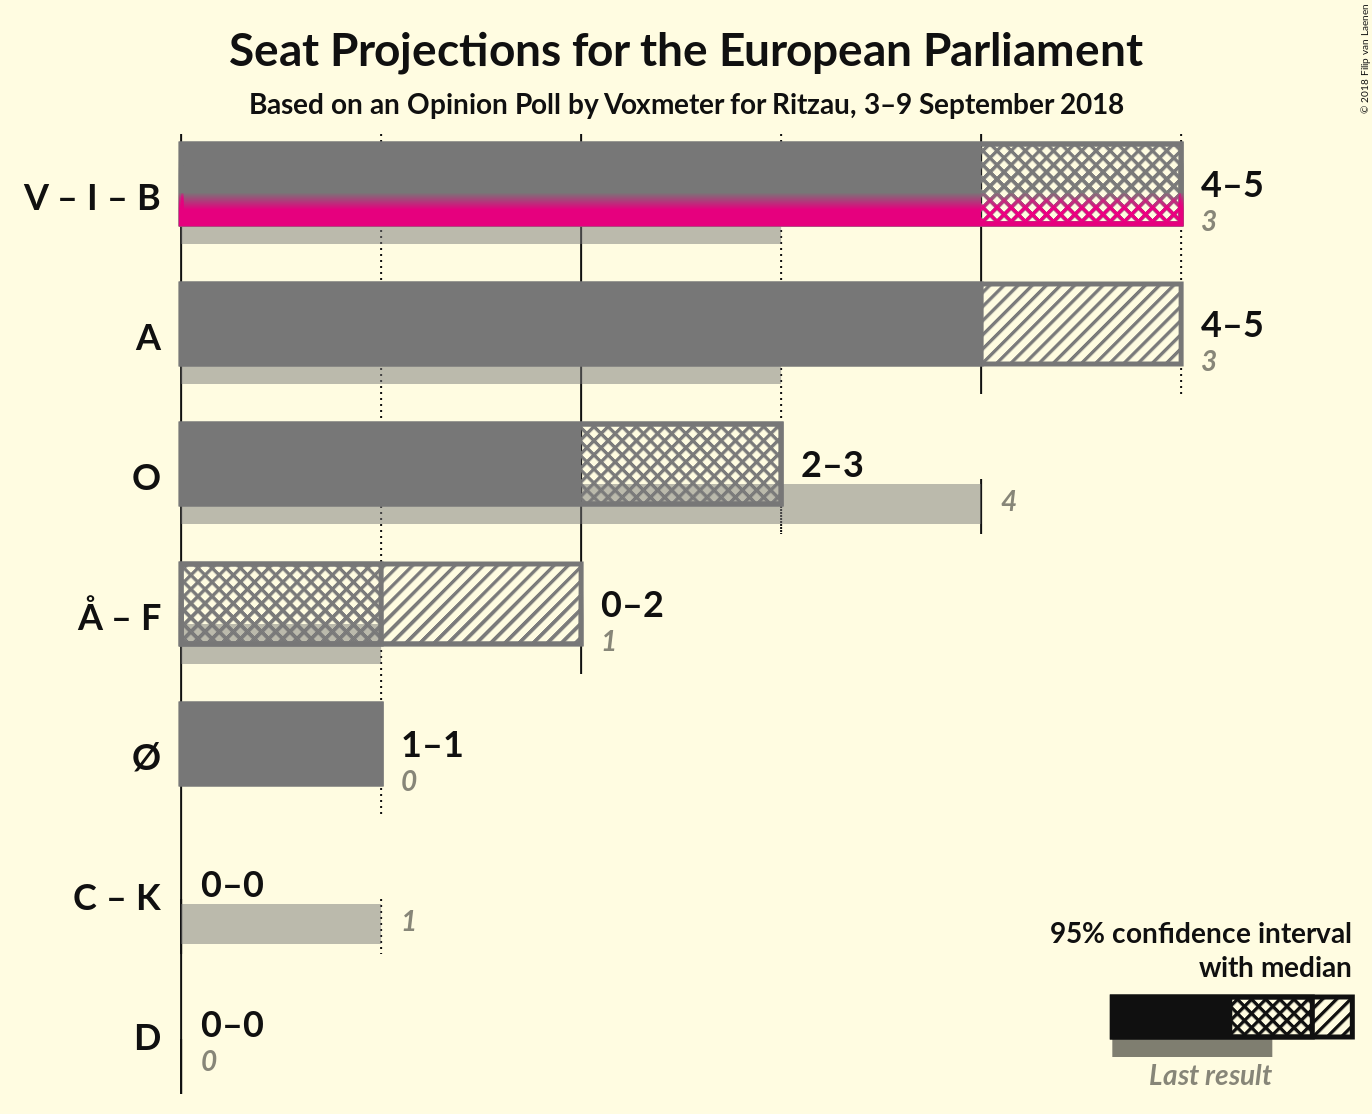 Seat Projections for the European Parliament
Based on an Opinion Poll by Voxmeter for Ritzau, 3–9 September 2018
© 2018 Filip van Laenen
V – I – B
4–5
3
A
4–5
3
O
2–3
4
Å – F
0–2
1
Ø
1–1
0
C – K
0–0
1
D
0–0
0
95% confidence interval
with median
Last result